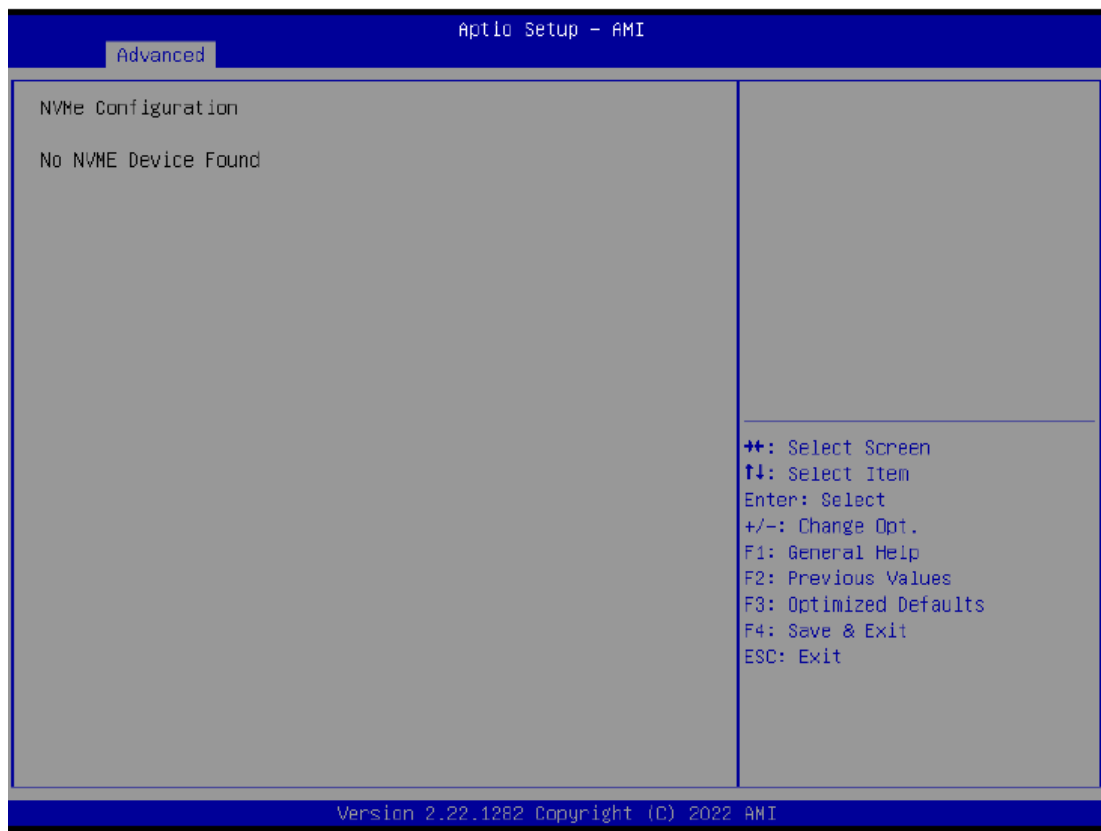 Aptio Setup – AMI
Advanced
NVMe Configuration
No NVME Device Found
→←: Select Screen
↑↓: Select Item
Enter: Select
+/-: Change Opt.
F1: General Help
F2: Previous Values
F3: Optimized Defaults
F4: Save & Exit
ESC: Exit
Version 2.22.1282 Copyright (C) 2022 AMI